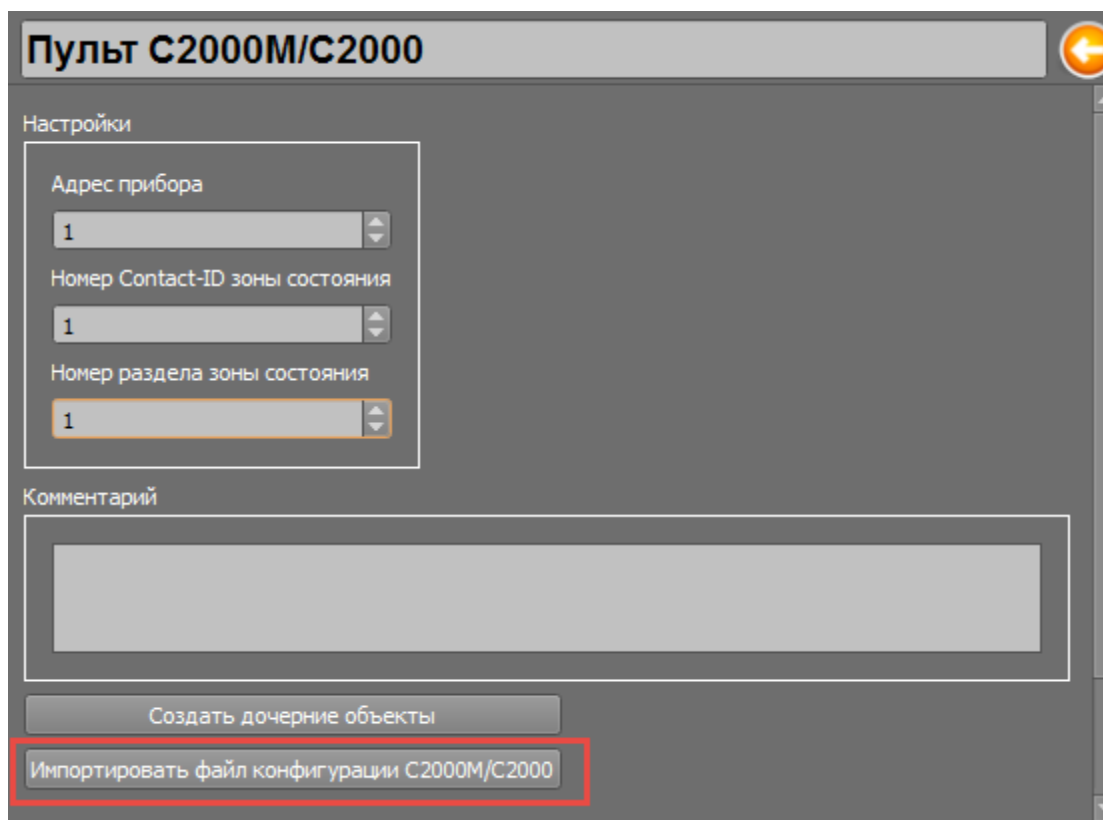 Пульт С2000М/С2000
Настройки
Адрес прибора
1
Номер Contact-ID зоны состояния
1
Номер раздела зоны состояния
1
Комментарий
Создать дочерние объекты
Импортировать файл конфигурации С2000М/С2000